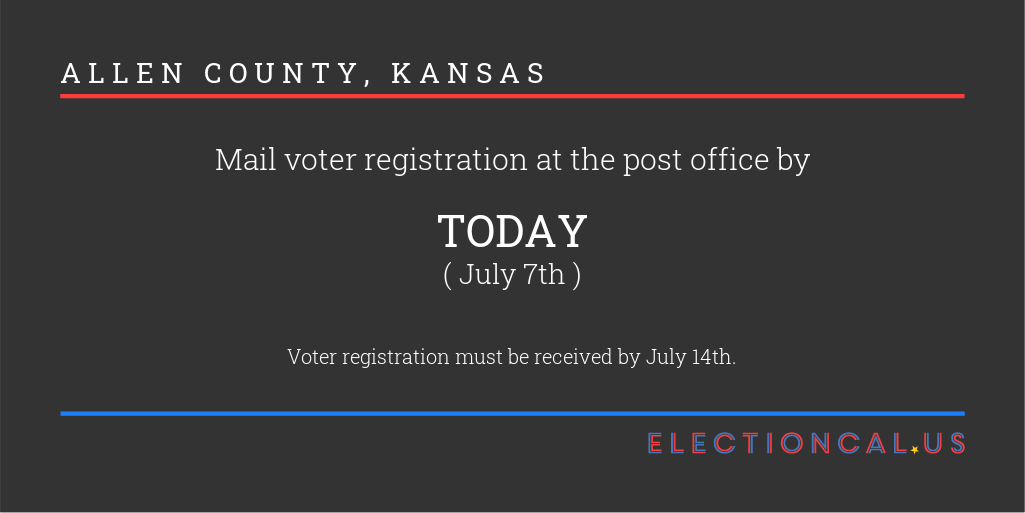 ALLEN COUNTY, KANSAS
Mail voter registration at the post office by
TODAY
( July 7th )
Voter registration must be received by July 14th.
ELECTIONCAL.US